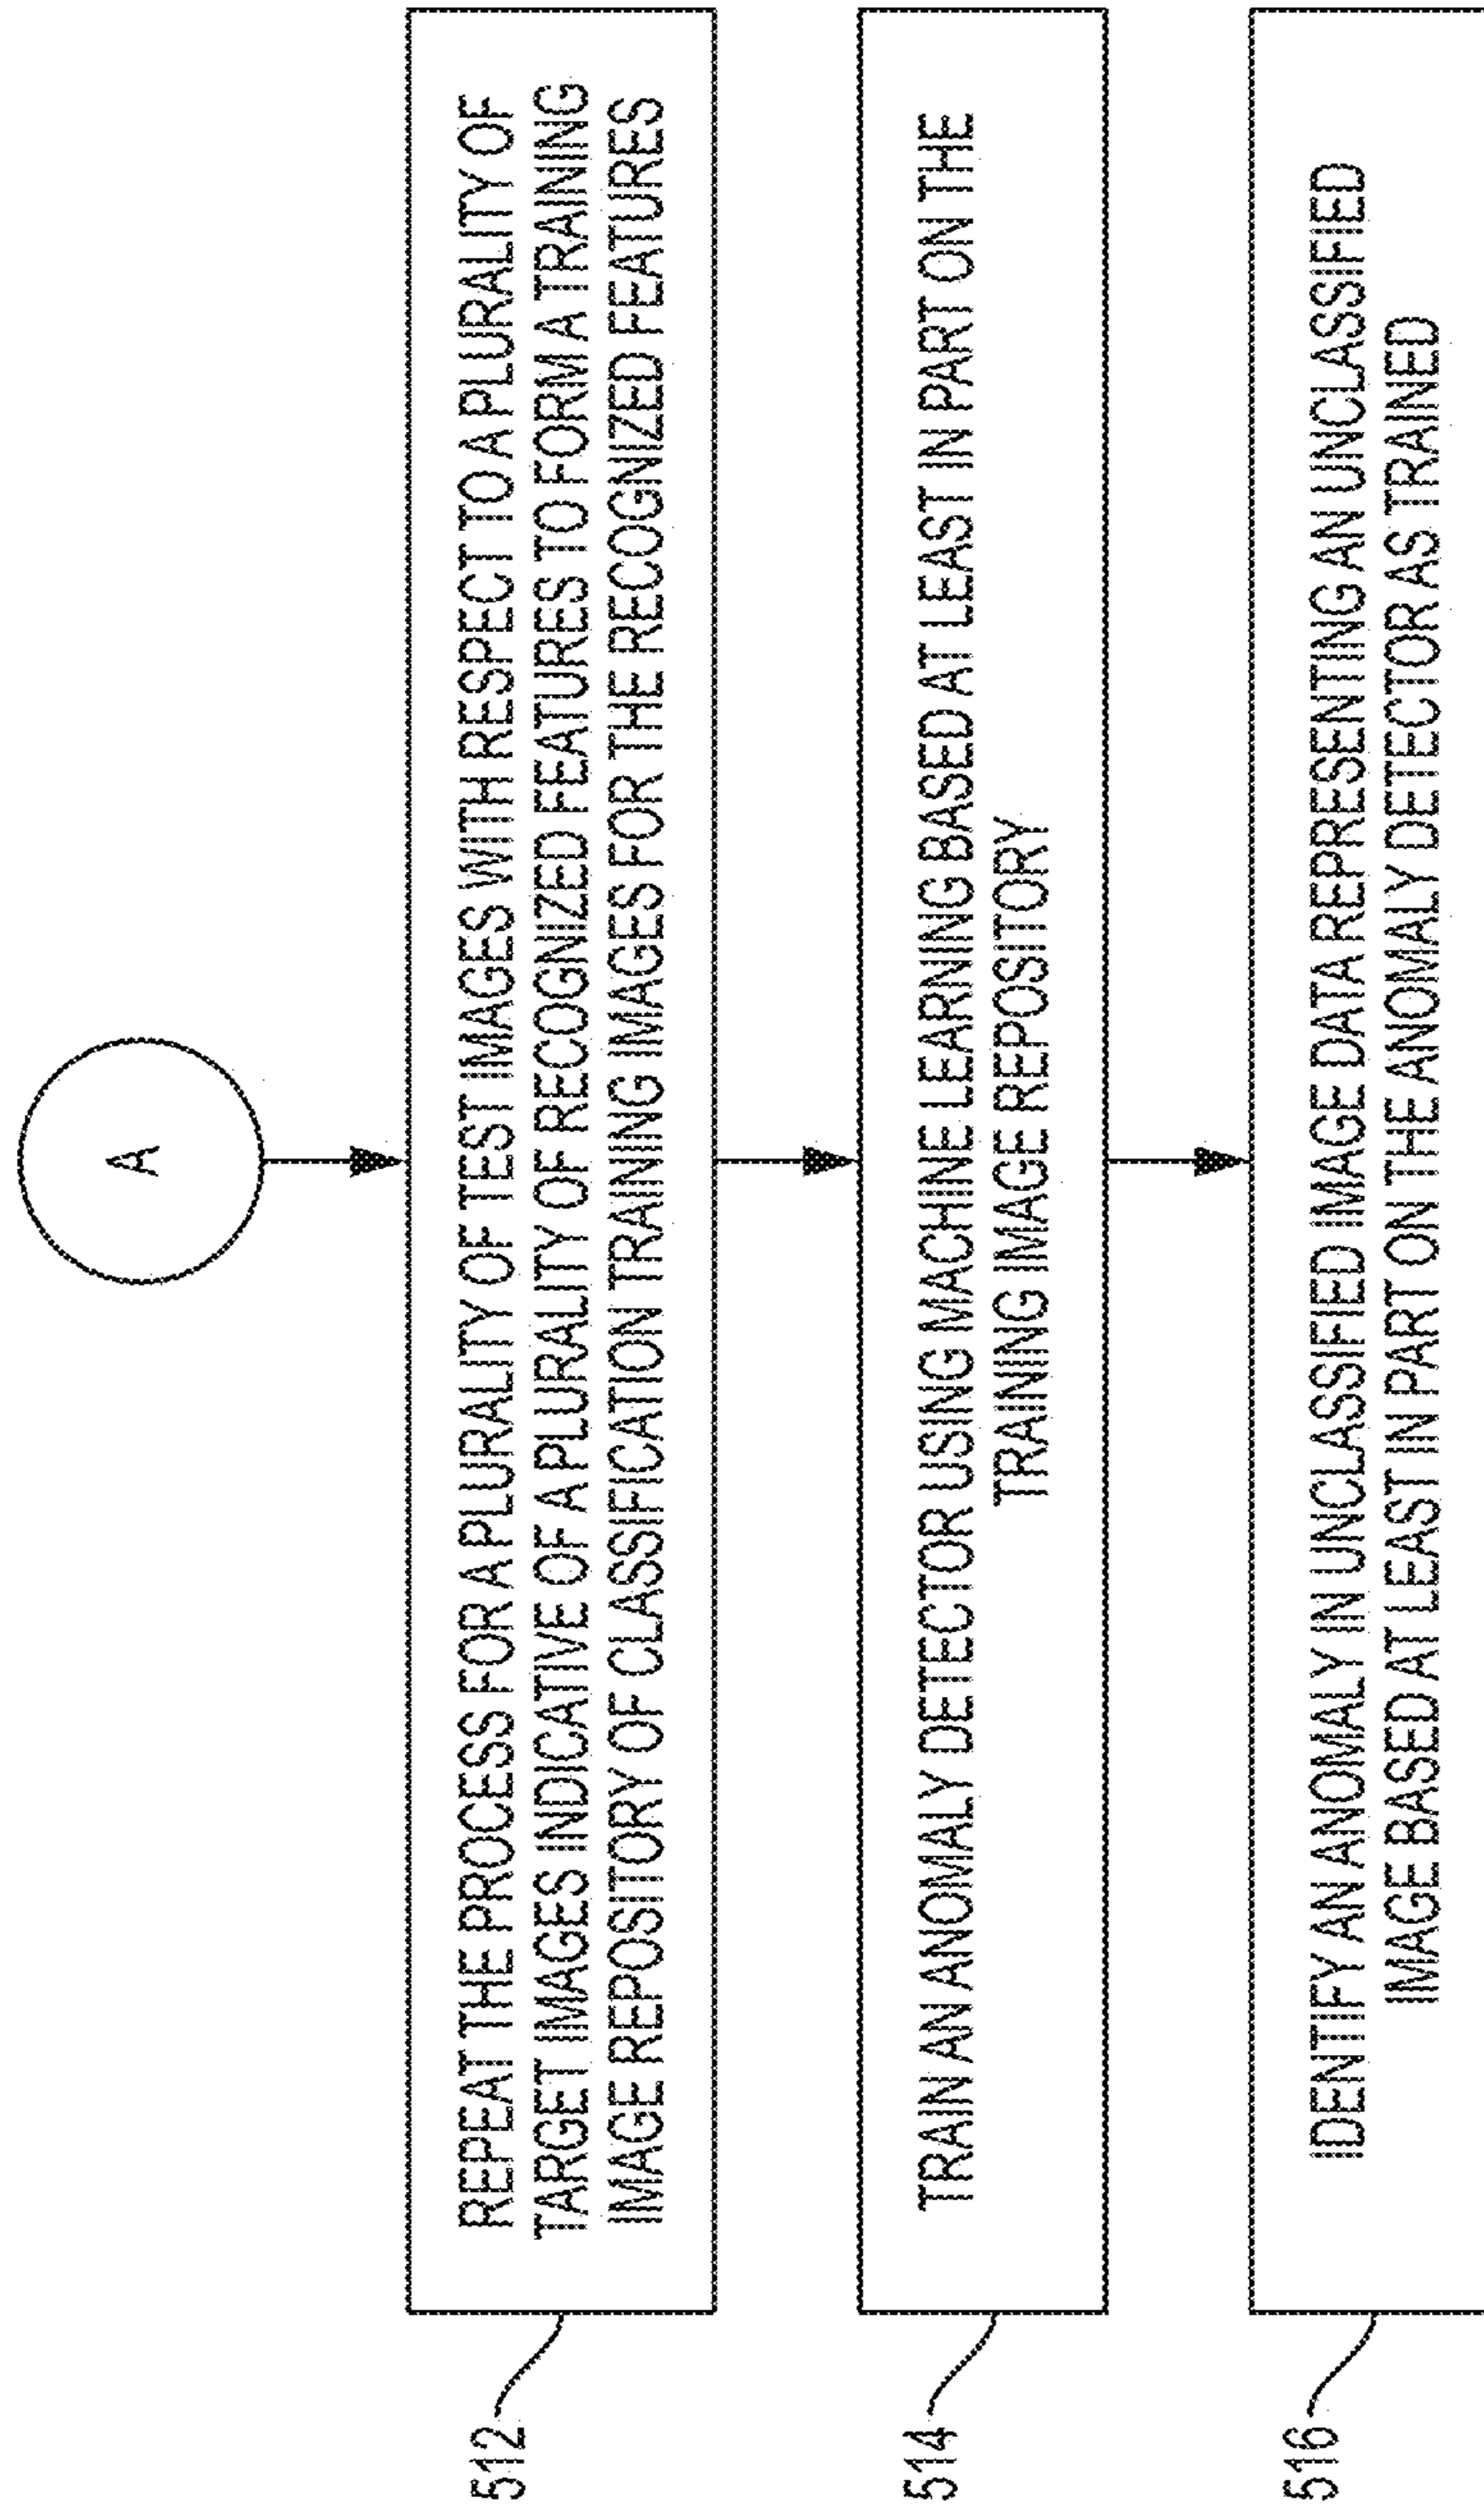 A
512
REPEAT THE PROCESS FOR A PLURALITY OF TEST IMAGES WITH RESPECT TO A PLURALITY OF
TARGET IMAGES INDICATIVE OF A PLURALITY OF RECOGNIZED FEATURES TO FORM A TRAINING
IMAGE REPOSITORY OF CLASSIFICATION TRAINING IMAGES FOR THE RECOGNIZED FEATURES
514
TRAIN AN ANOMALY DETECTOR USING MACHINE LEARNING BASED AT LEAST IN PART ON THE
TRAINING IMAGE REPOSITORY
516
IDENTIFY AN ANOMALY IN UNCLASSIFIED IMAGE DATA REPRESENTING AN UNCLASSIFIED
IMAGE BASED AT LEAST IN PART ON THE ANOMALY DETECTOR AS TRAINED